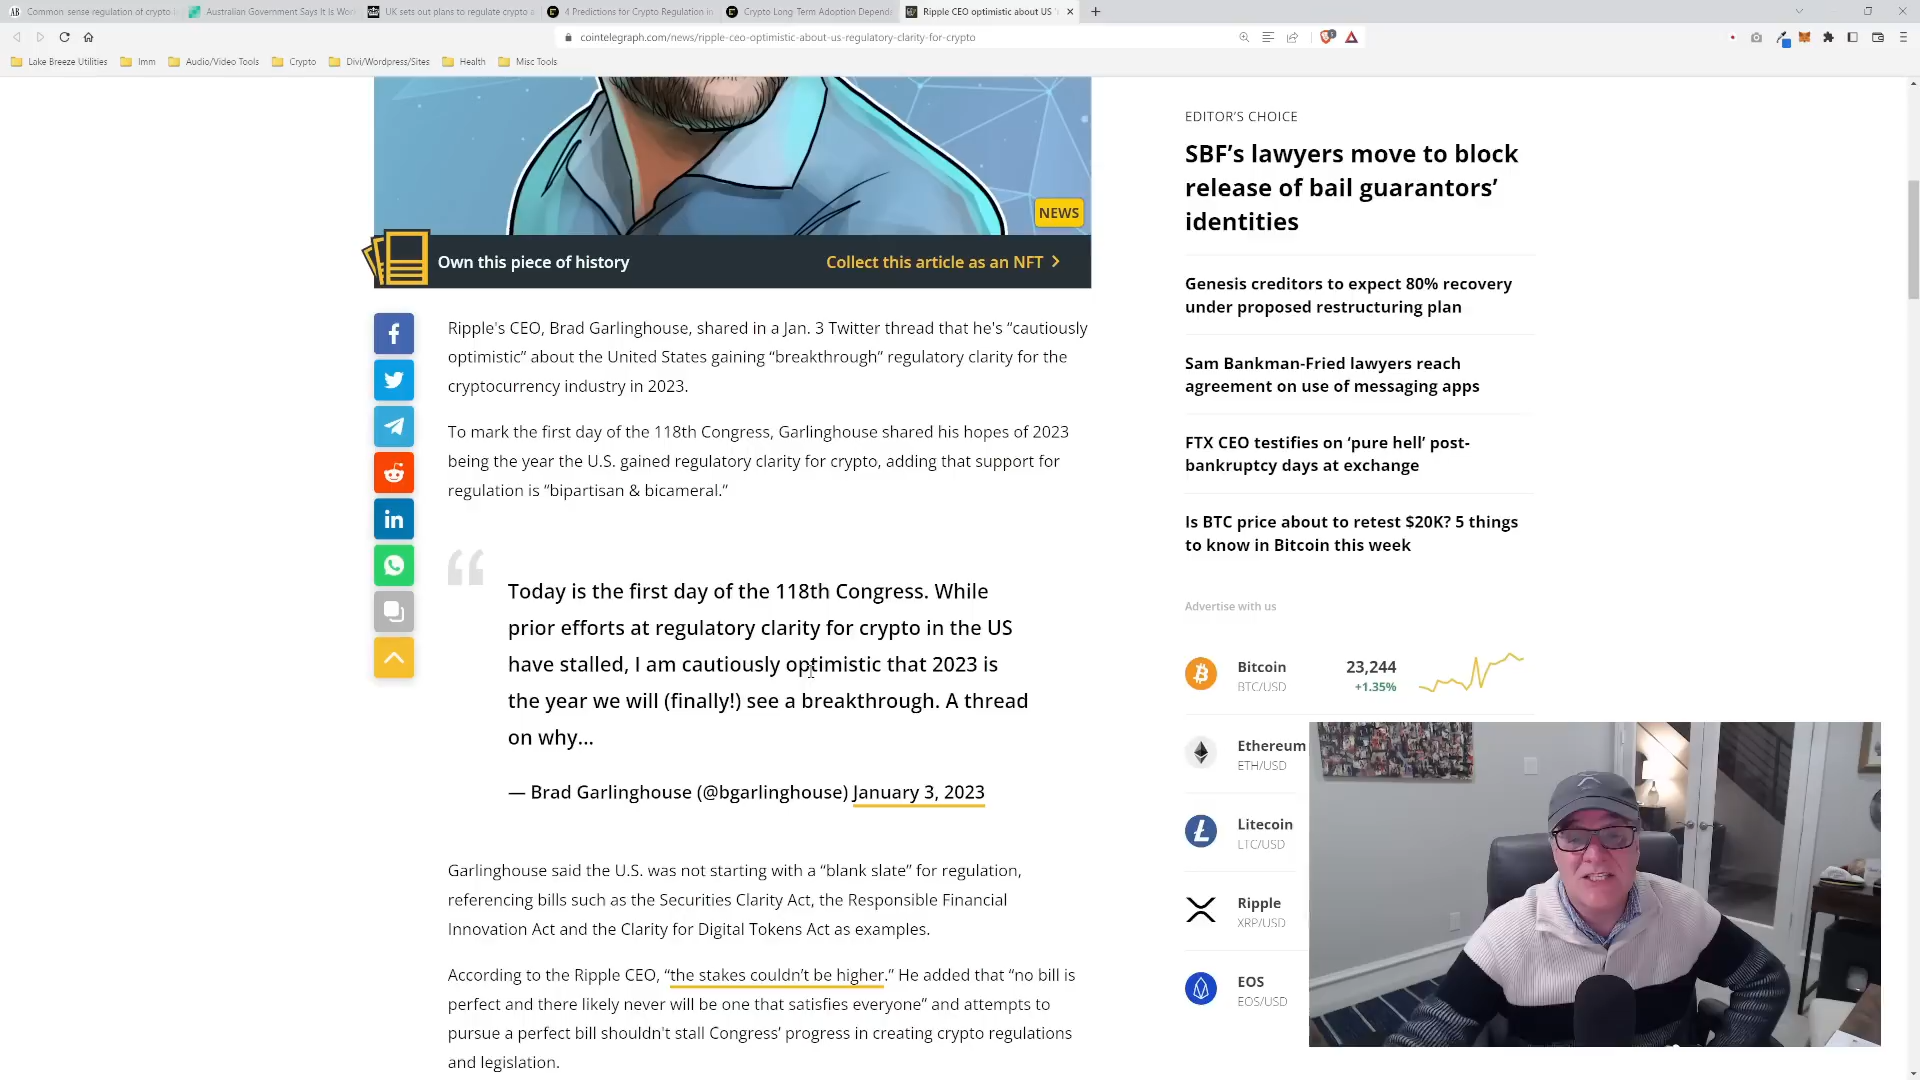 Common sense regulation of crypto i
Australian Government Says It Is Wor
UK sets out plans to regulate crypto a
4 Predictions for Crypto Regulation in
Crypto Long-Term Adoption Depend
Ripple CEO optimistic about US
cointelegraph.com/news/ripple-ceo-optimistic-about-us-regulatory-clarity-for-crypto
Lake Breeze Utilities
Imm
Audio/Video Tools
Crypto
Divi/Wordpress/Sites
Health
Misc Tools
NEWS
Own this piece of history
Collect this article as an NFT
Ripple's CEO, Brad Garlinghouse, shared in a Jan. 3 Twitter thread that he's “cautiously
optimistic” about the United States gaining “breakthrough” regulatory clarity for the
cryptocurrency industry in 2023.
To mark the first day of the 118th Congress, Garlinghouse shared his hopes of 2023
being the year the U.S. gained regulatory clarity for crypto, adding that support for
regulation is “bipartisan & bicameral.”
Today is the first day of the 118th Congress. While
prior efforts at regulatory clarity for crypto in the US
have stalled, I am cautiously optimistic that 2023 is
the year we will (finally!) see a breakthrough. A thread
on why...
— Brad Garlinghouse (@bgarlinghouse) January 3, 2023
Garlinghouse said the U.S. was not starting with a “blank slate” for regulation,
referencing bills such as the Securities Clarity Act, the Responsible Financial
Innovation Act and the Clarity for Digital Tokens Act as examples.
According to the Ripple CEO, “the stakes couldn’t be higher.” He added that “no bill is
perfect and there likely never will be one that satisfies everyone” and attempts to
pursue a perfect bill shouldn't stall Congress’ progress in creating crypto regulations
and legislation.
EDITOR’S CHOICE
SBF’s lawyers move to block
release of bail guarantors’
identities
Genesis creditors to expect 80% recovery
under proposed restructuring plan
Sam Bankman-Fried lawyers reach
agreement on use of messaging apps
FTX CEO testifies on ‘pure hell’ post-
bankruptcy days at exchange
Is BTC price about to retest $20K? 5 things
to know in Bitcoin this week
Advertise with us
Bitcoin 23,244
BTC/USD +1.35%
Ethereum
ETH/USD
Litecoin
LTC/USD
Ripple
XRP/USD
EOS
EOS/USD